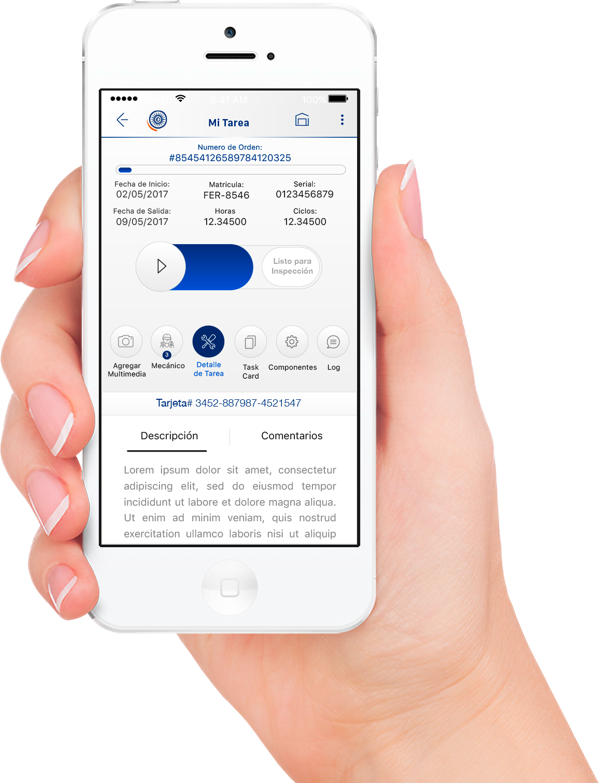 9:41 AM 100%
Mi Tarea
Numero de Orden:
#85454126589784120325
Fecha de Inicio: Matricula: Serial:
02/05/2017 FER-8546 0123456879
Fecha de Salida: Horas Ciclos:
09/05/2017 12.34500 12.34500
Listo para
Inspección
3
Agregar Mecánico Detalle Task Componentes Log
Multimedia de Tarea Card
Tarjeta# 3452-887987-4521547
Descripción Comentarios
Lorem ipsum dolor sit amet, consectetur
adipiscing elit, sed do eiusmod tempor
incididunt ut labore et dolore magna aliqua.
Ut enim ad minim veniam, quis nostrud
exercitation ullamco laboris nisi ut aliquip